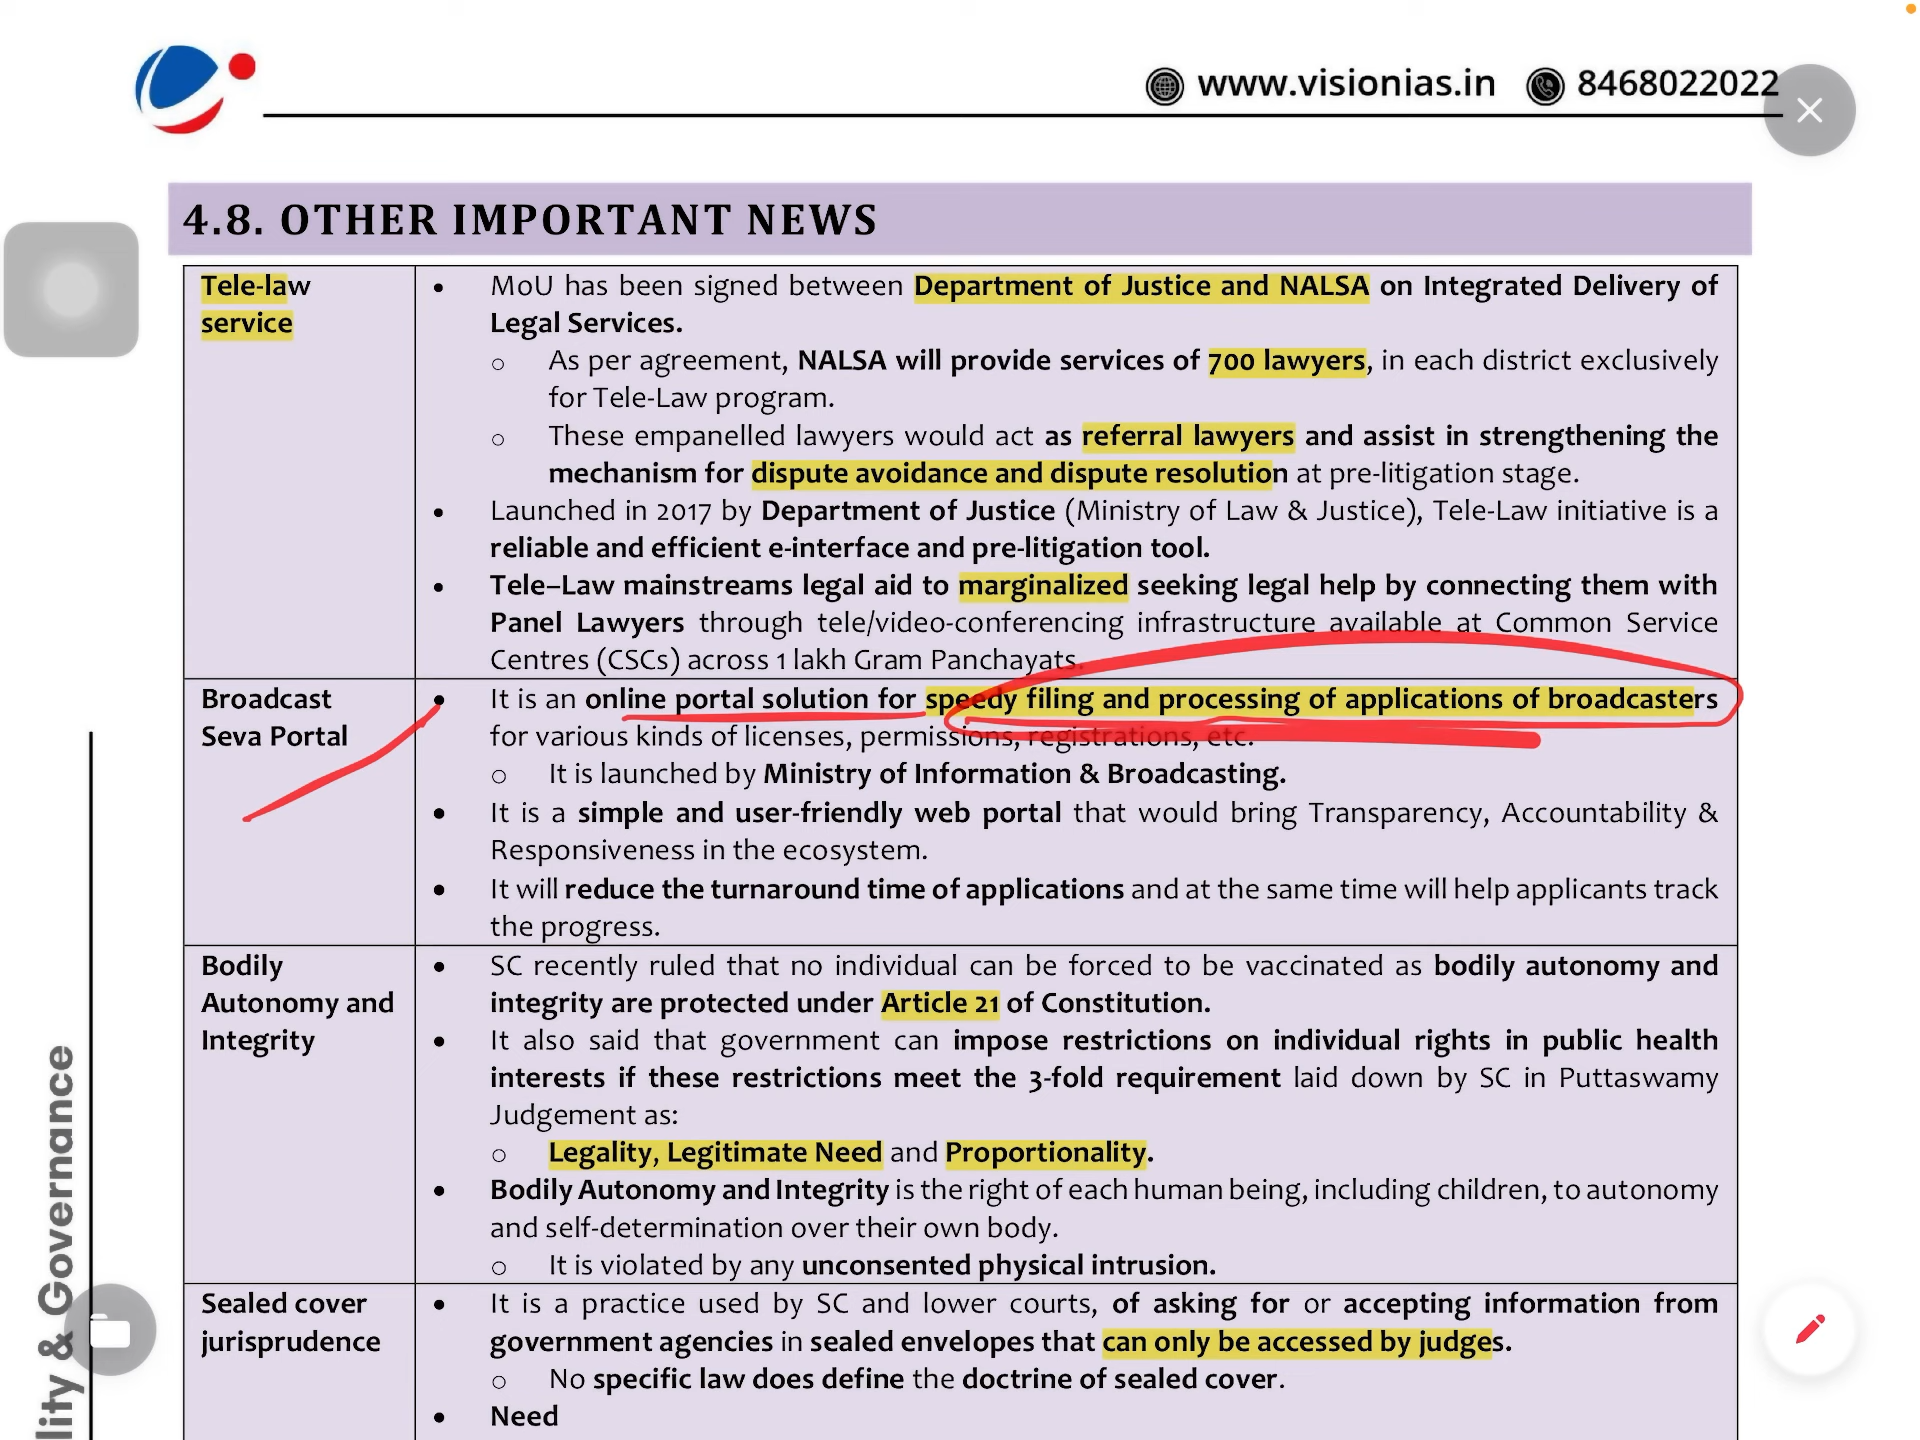 www.visionias.in 8468022022
4.8. OTHER IMPORTANT NEWS
Tele-law
service
• MoU has been signed between Department of Justice and NALSA on Integrated Delivery of
Legal Services.
o As per agreement, NALSA will provide services of 700 lawyers, in each district exclusively
for Tele-Law program.
o These empanelled lawyers would act as referral lawyers and assist in strengthening the
mechanism for dispute avoidance and dispute resolution at pre-litigation stage.
• Launched in 2017 by Department of Justice (Ministry of Law & Justice), Tele-Law initiative is a
reliable and efficient e-interface and pre-litigation tool.
• Tele–Law mainstreams legal aid to marginalized seeking legal help by connecting them with
Panel Lawyers through tele/video-conferencing infrastructure available at Common Service
Centres (CSCs) across 1 lakh Gram Panchayats.
Broadcast
Seva Portal
• It is an online portal solution for speedy filing and processing of applications of broadcasters
for various kinds of licenses, permissions, registrations, etc.
o It is launched by Ministry of Information & Broadcasting.
• It is a simple and user-friendly web portal that would bring Transparency, Accountability &
Responsiveness in the ecosystem.
• It will reduce the turnaround time of applications and at the same time will help applicants track
the progress.
Bodily
Autonomy and
Integrity
• SC recently ruled that no individual can be forced to be vaccinated as bodily autonomy and
integrity are protected under Article 21 of Constitution.
• It also said that government can impose restrictions on individual rights in public health
interests if these restrictions meet the 3-fold requirement laid down by SC in Puttaswamy
Judgement as:
o Legality, Legitimate Need and Proportionality.
• Bodily Autonomy and Integrity is the right of each human being, including children, to autonomy
and self-determination over their own body.
o It is violated by any unconsented physical intrusion.
Sealed cover
jurisprudence
• It is a practice used by SC and lower courts, of asking for or accepting information from
government agencies in sealed envelopes that can only be accessed by judges.
o No specific law does define the doctrine of sealed cover.
• Need
lity & Governance